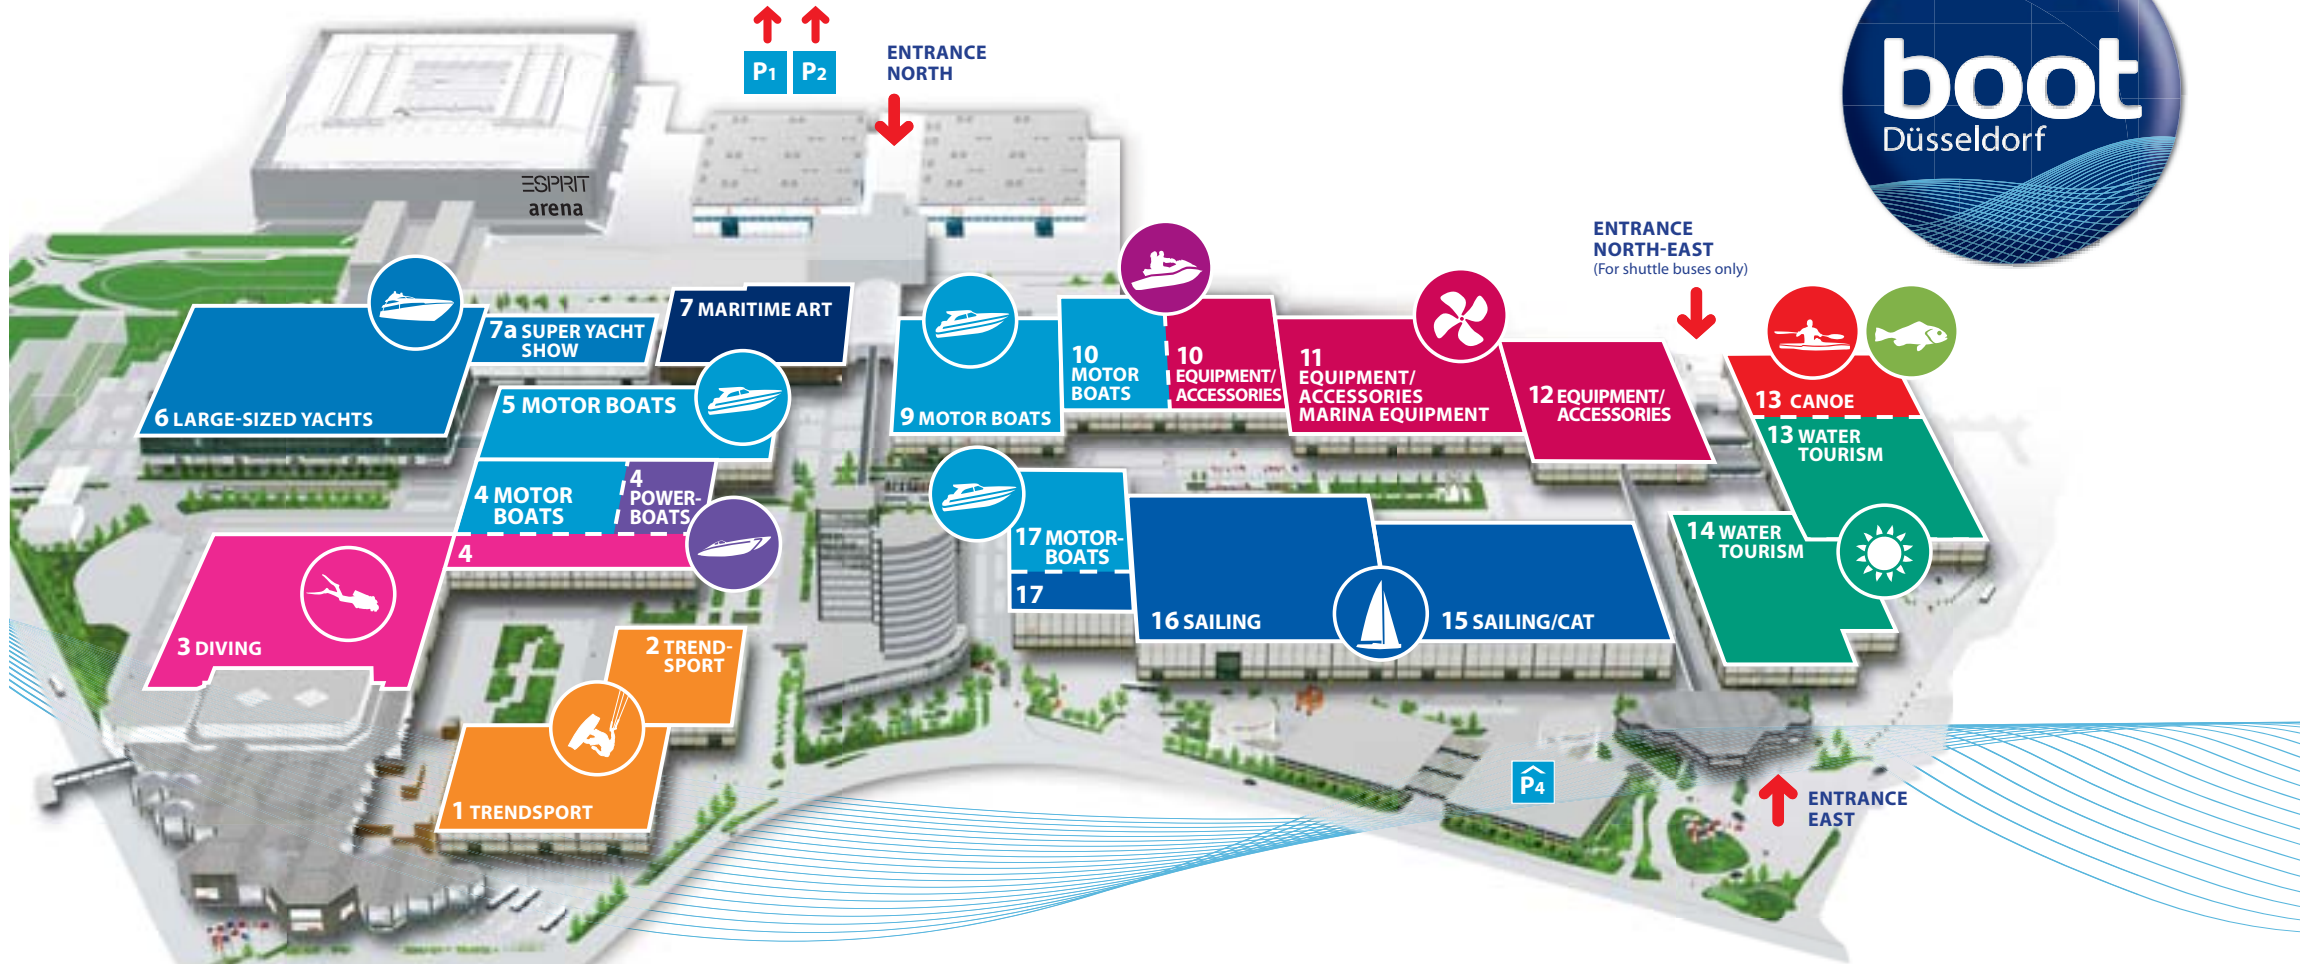 P1 P2
ENTRANCE
NORTH
boot
Düsseldorf
ESPRIT
arena
ENTRANCE
NORTH-EAST
(For shuttle buses only)
7 MARITIME ART
7a SUPER YACHT
SHOW
6 LARGE-SIZED YACHTS
5 MOTOR BOATS
9 MOTOR BOATS
10
MOTOR
BOATS
10
EQUIPMENT/
ACCESSORIES
11
EQUIPMENT/
ACCESSORIES
MARINA EQUIPMENT
12 EQUIPMENT/
ACCESSORIES
13 CANOE
13 WATER
TOURISM
4 MOTOR
BOATS
4
POWER-
BOATS
4
17 MOTOR-
BOATS
17
14 WATER
TOURISM
16 SAILING
15 SAILING/CAT
3 DIVING
2 TREND-
SPORT
1 TRENDSPORT
P4
ENTRANCE
EAST